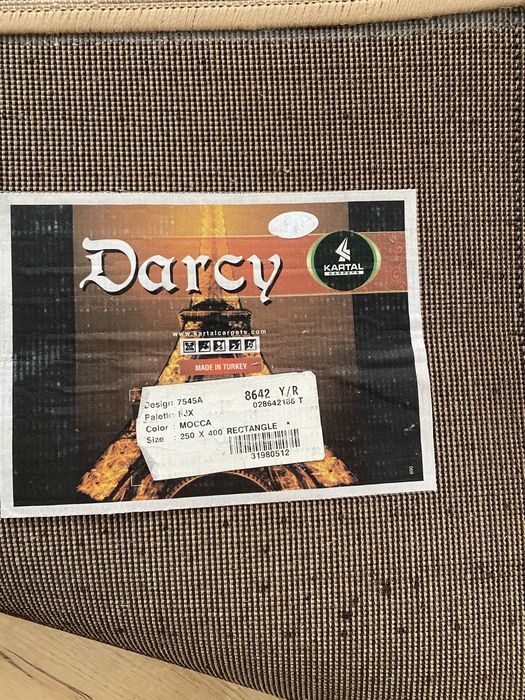 Darcy
KARTAL
CARPETS
www.kartalcarpets.com
MADE IN TURKEY
Design: 7545A
8642 Y/R
Palette: FJX
028642186 T
Color : MOCCA
Size : 250 X 400 RECTANGLE *
31980512